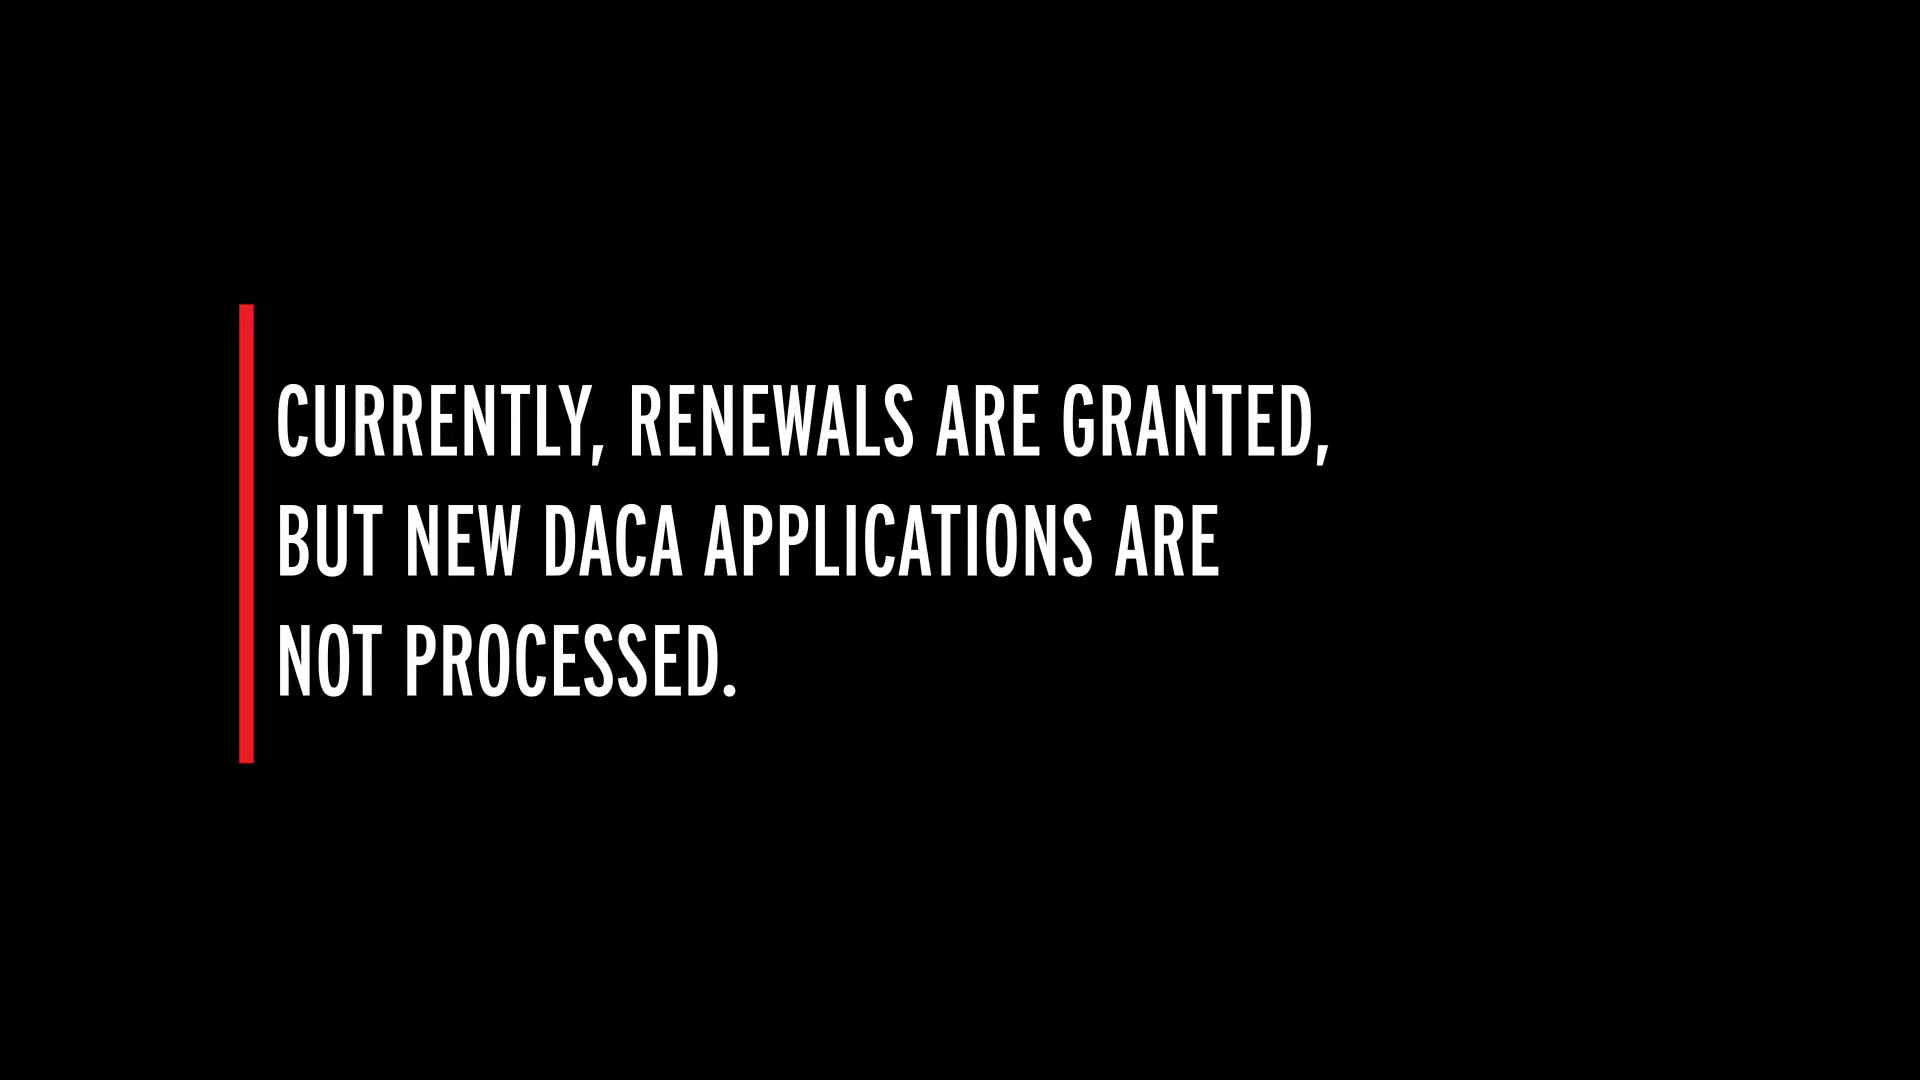 CURRENTLY, RENEWALS ARE GRANTED,
BUT NEW DACA APPLICATIONS ARE
NOT PROCESSED.